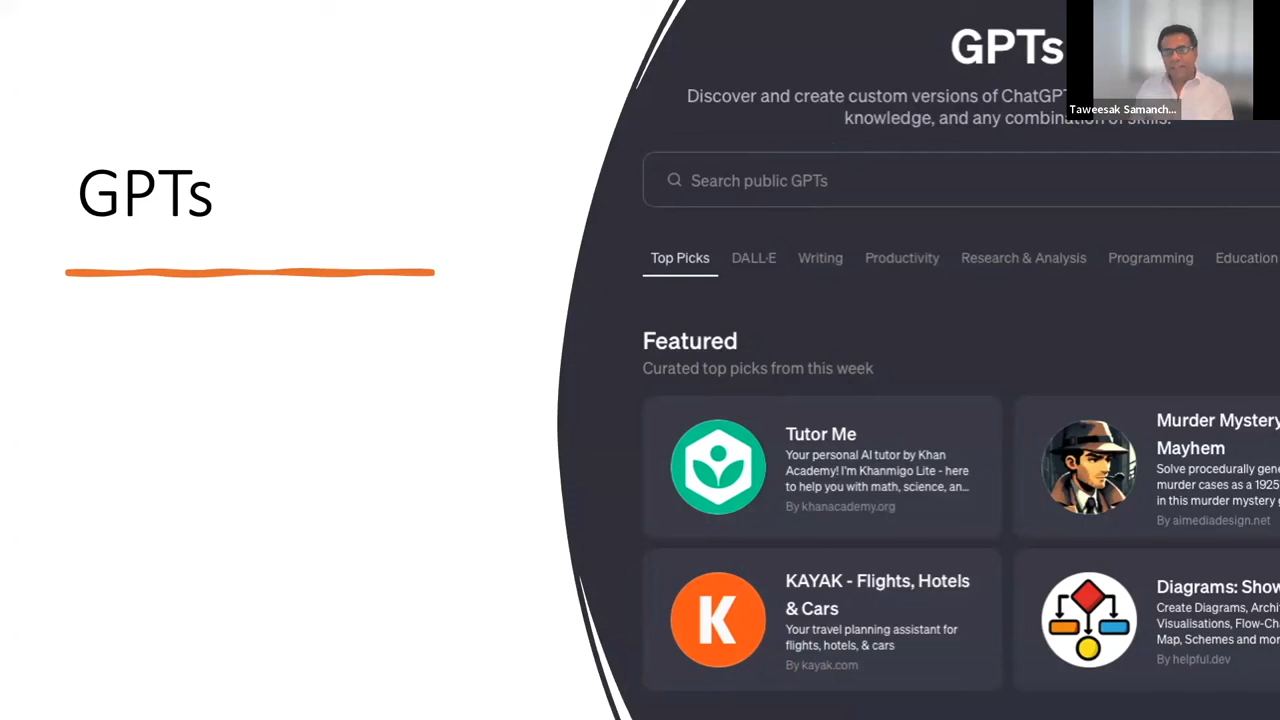 GPTs
GPTs
Discover and create custom versions of ChatGPT
knowledge, and any combination of skills.
Taweesak Samanch...
Search public GPTs
Top Picks DALL·E Writing Productivity Research & Analysis Programming Education
Featured
Curated top picks from this week
Tutor Me
Your personal AI tutor by Khan
Academy! I'm Khanmigo Lite - here
to help you with math, science, an...
By khanacademy.org
Murder Mystery
Mayhem
Solve procedurally gene
murder cases as a 1925
in this murder mystery g
By aimediadesign.net
K
KAYAK - Flights, Hotels
& Cars
Your travel planning assistant for
flights, hotels, & cars
By kayak.com
Diagrams: Show
Create Diagrams, Archi
Visualisations, Flow-Cha
Map, Schemes and mor
By helpful.dev